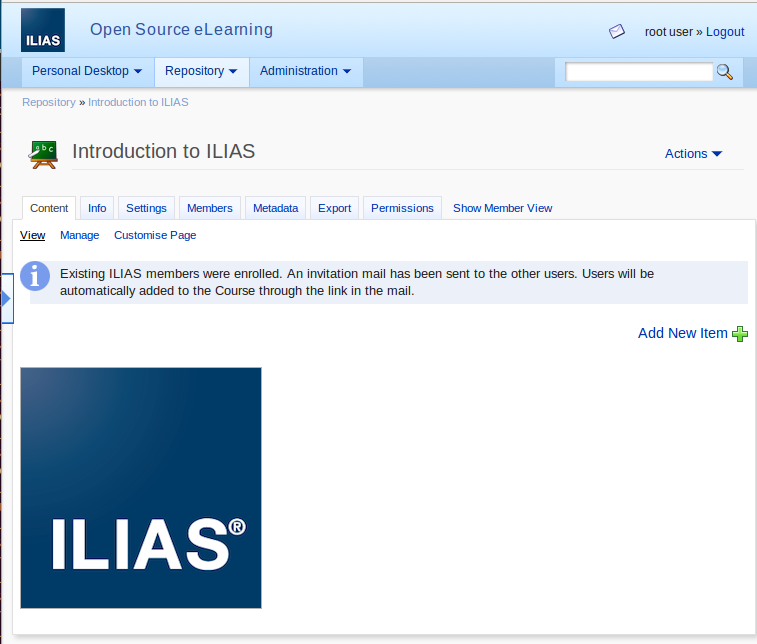 ILIAS
Open Source eLearning
root user » Logout
Personal Desktop
Repository
Administration
Repository » Introduction to ILIAS
abc
Introduction to ILIAS
Actions
Content
Info
Settings
Members
Metadata
Export
Permissions
Show Member View
View
Manage
Customise Page
i
Existing ILIAS members were enrolled. An invitation mail has been sent to the other users. Users will be
automatically added to the Course through the link in the mail.
Add New Item
ILIAS®